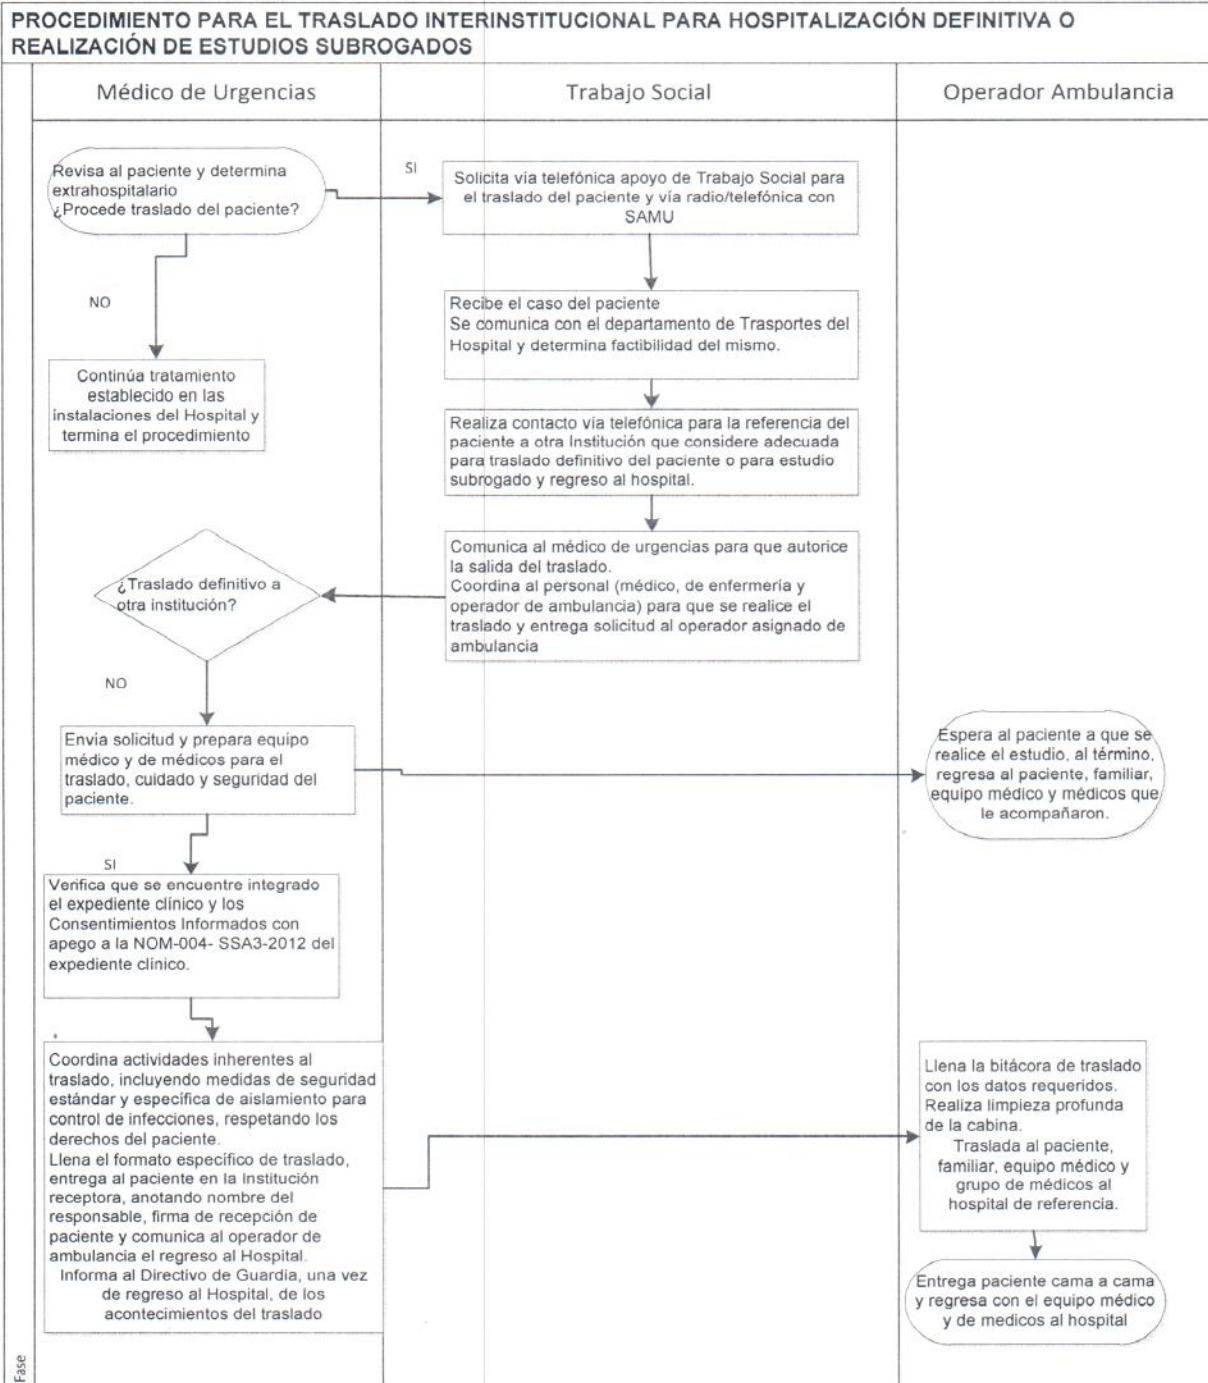 PROCEDIMIENTO PARA EL TRASLADO INTERINSTITUCIONAL PARA HOSPITALIZACIÓN DEFINITIVA O
REALIZACIÓN DE ESTUDIOS SUBROGADOS
Médico de Urgencias
Trabajo Social
Operador Ambulancia
Revisa al paciente y determina
extrahospitalario
¿Procede traslado del paciente?
SI
Solicita vía telefónica apoyo de Trabajo Social para
el traslado del paciente y vía radio/telefónica con
SAMU
NO
Recibe el caso del paciente
Se comunica con el departamento de Trasportes del
Hospital y determina factibilidad del mismo.
Continúa tratamiento
establecido en las
instalaciones del Hospital y
termina el procedimiento
Realiza contacto vía telefónica para la referencia del
paciente a otra Institución que considere adecuada
para traslado definitivo del paciente o para estudio
subrogado y regreso al hospital.
Comunica al médico de urgencias para que autorice
la salida del traslado.
Coordina al personal (médico, de enfermería y
operador de ambulancia) para que se realice el
traslado y entrega solicitud al operador asignado de
ambulancia
¿Traslado definitivo a
otra institución?
NO
Envia solicitud y prepara equipo
médico y de médicos para el
traslado, cuidado y seguridad del
paciente.
Espera al paciente a que se
realice el estudio, al término,
regresa al paciente, familiar,
equipo médico y médicos que
le acompañaron.
SI
Verifica que se encuentre integrado
el expediente clínico y los
Consentimientos Informados con
apego a la NOM-004- SSA3-2012 del
expediente clínico.
Coordina actividades inherentes al
traslado, incluyendo medidas de seguridad
estándar y específica de aislamiento para
control de infecciones, respetando los
derechos del paciente.
Llena el formato específico de traslado,
entrega al paciente en la Institución
receptora, anotando nombre del
responsable, firma de recepción de
paciente y comunica al operador de
ambulancia el regreso al Hospital.
Informa al Directivo de Guardia, una vez
de regreso al Hospital, de los
acontecimientos del traslado
Llena la bitácora de traslado
con los datos requeridos.
Realiza limpieza profunda
de la cabina.
Traslada al paciente,
familiar, equipo médico y
grupo de médicos al
hospital de referencia.
Entrega paciente cama a cama
y regresa con el equipo médico
y de medicos al hospital
Fase